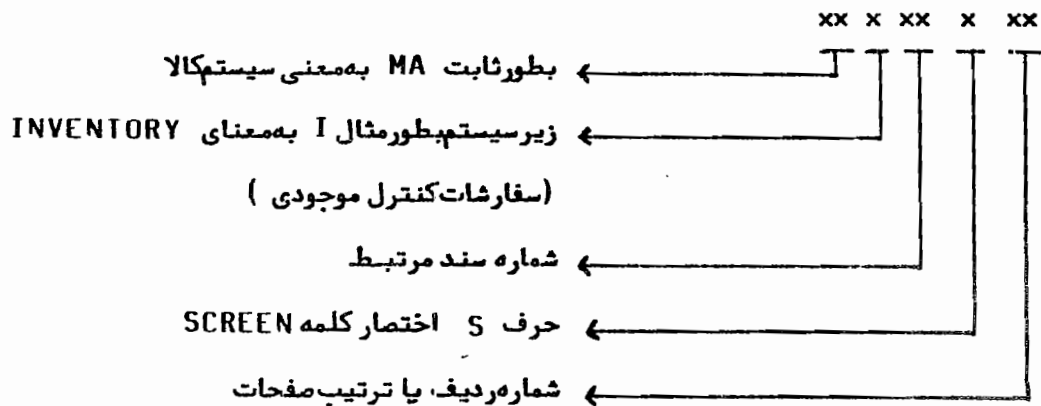 xx x xx x xx
بطورثابت MA به‌معنی سیستم‌کالا
زیرسیستم‌بطورمثال I به‌معنای INVENTORY
(سفارشات‌کنترل موجودی )
شماره سند مرتبط
حرف S اختصار کلمه SCREEN
شماره‌ردیف، یا ترتیب‌صفحات